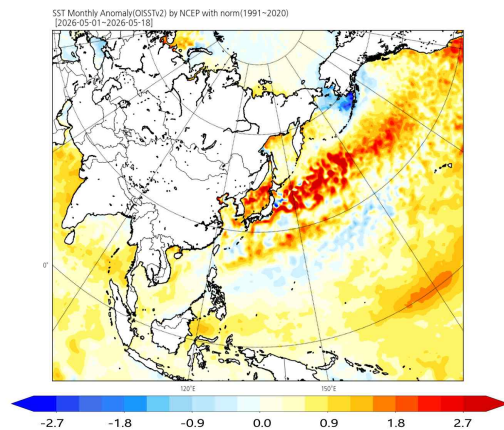 SST Monthly Anomaly(OISSTv2) by NCEP with norm(1991~2020)
[2026-05-01~2026-05-18]
0°
120°E 150°E
-2.7 -1.8 -0.9 0.0 0.9 1.8 2.7